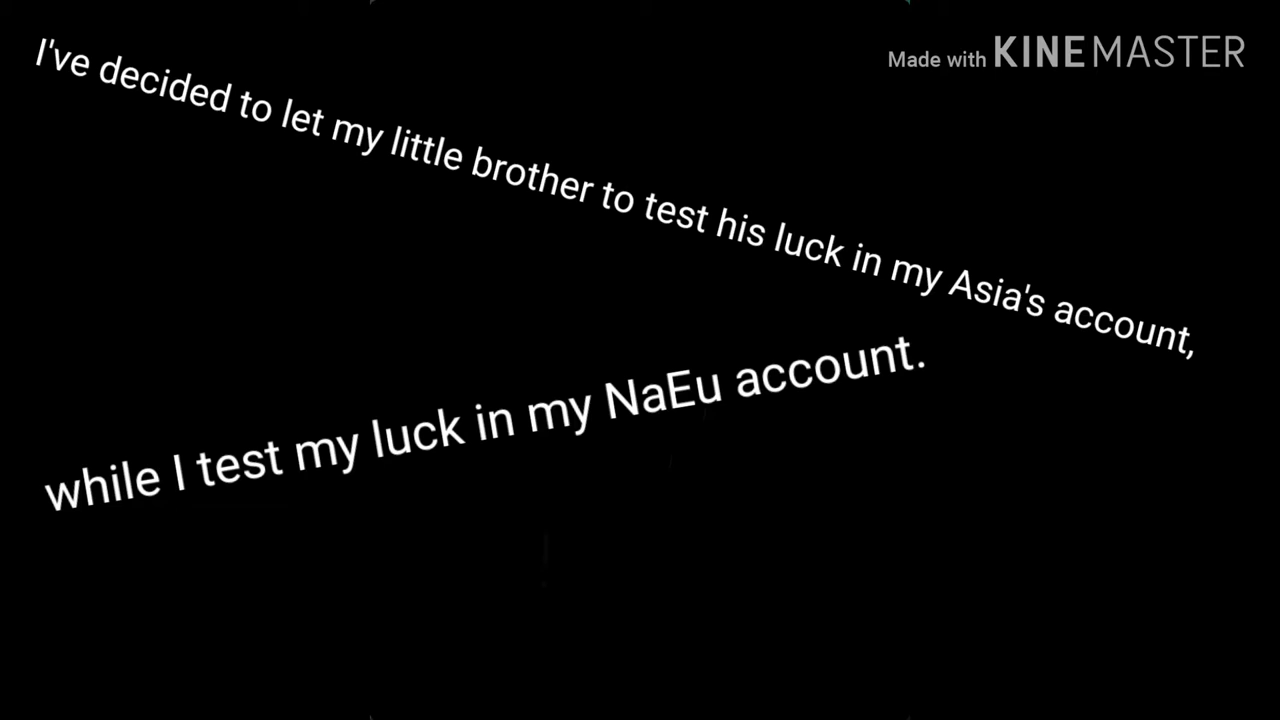 Made with KINEMASTER
I've decided to let my little brother to test his luck in my Asia's account,
while I test my luck in my NaEu account.